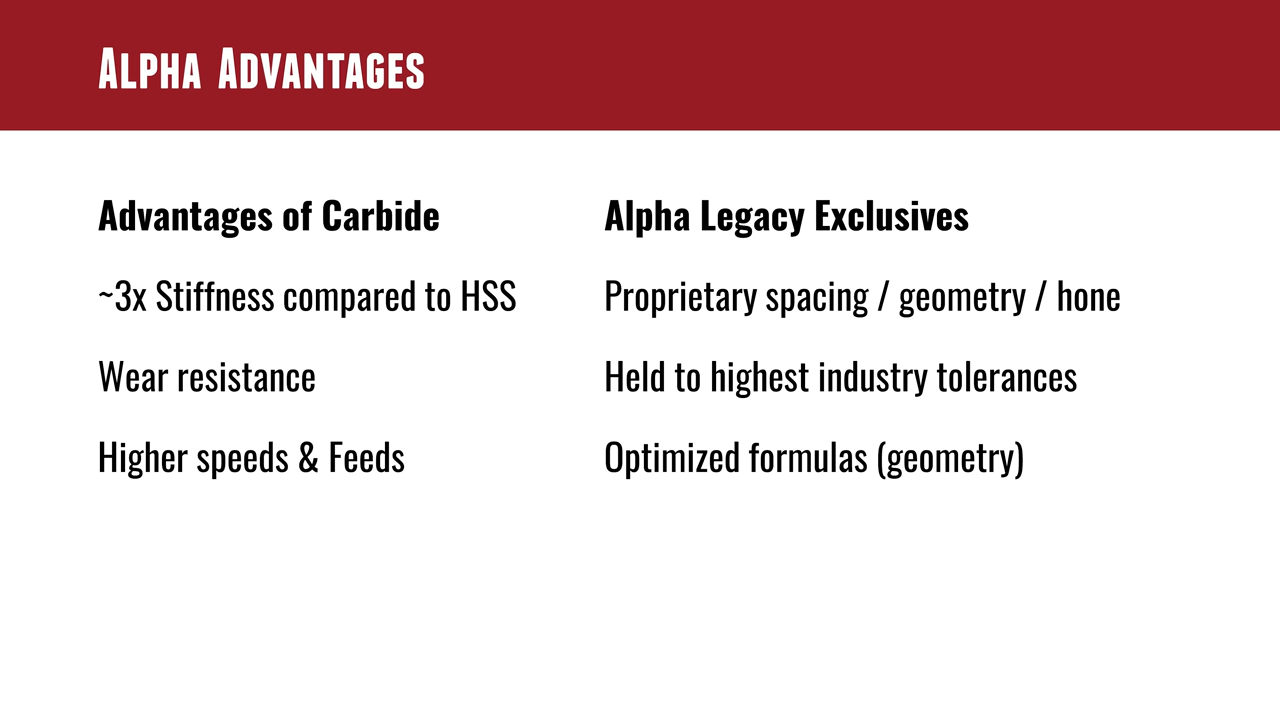 Alpha Advantages
Advantages of Carbide
~3x Stiffness compared to HSS
Wear resistance
Higher speeds & Feeds
Alpha Legacy Exclusives
Proprietary spacing / geometry / hone
Held to highest industry tolerances
Optimized formulas (geometry)